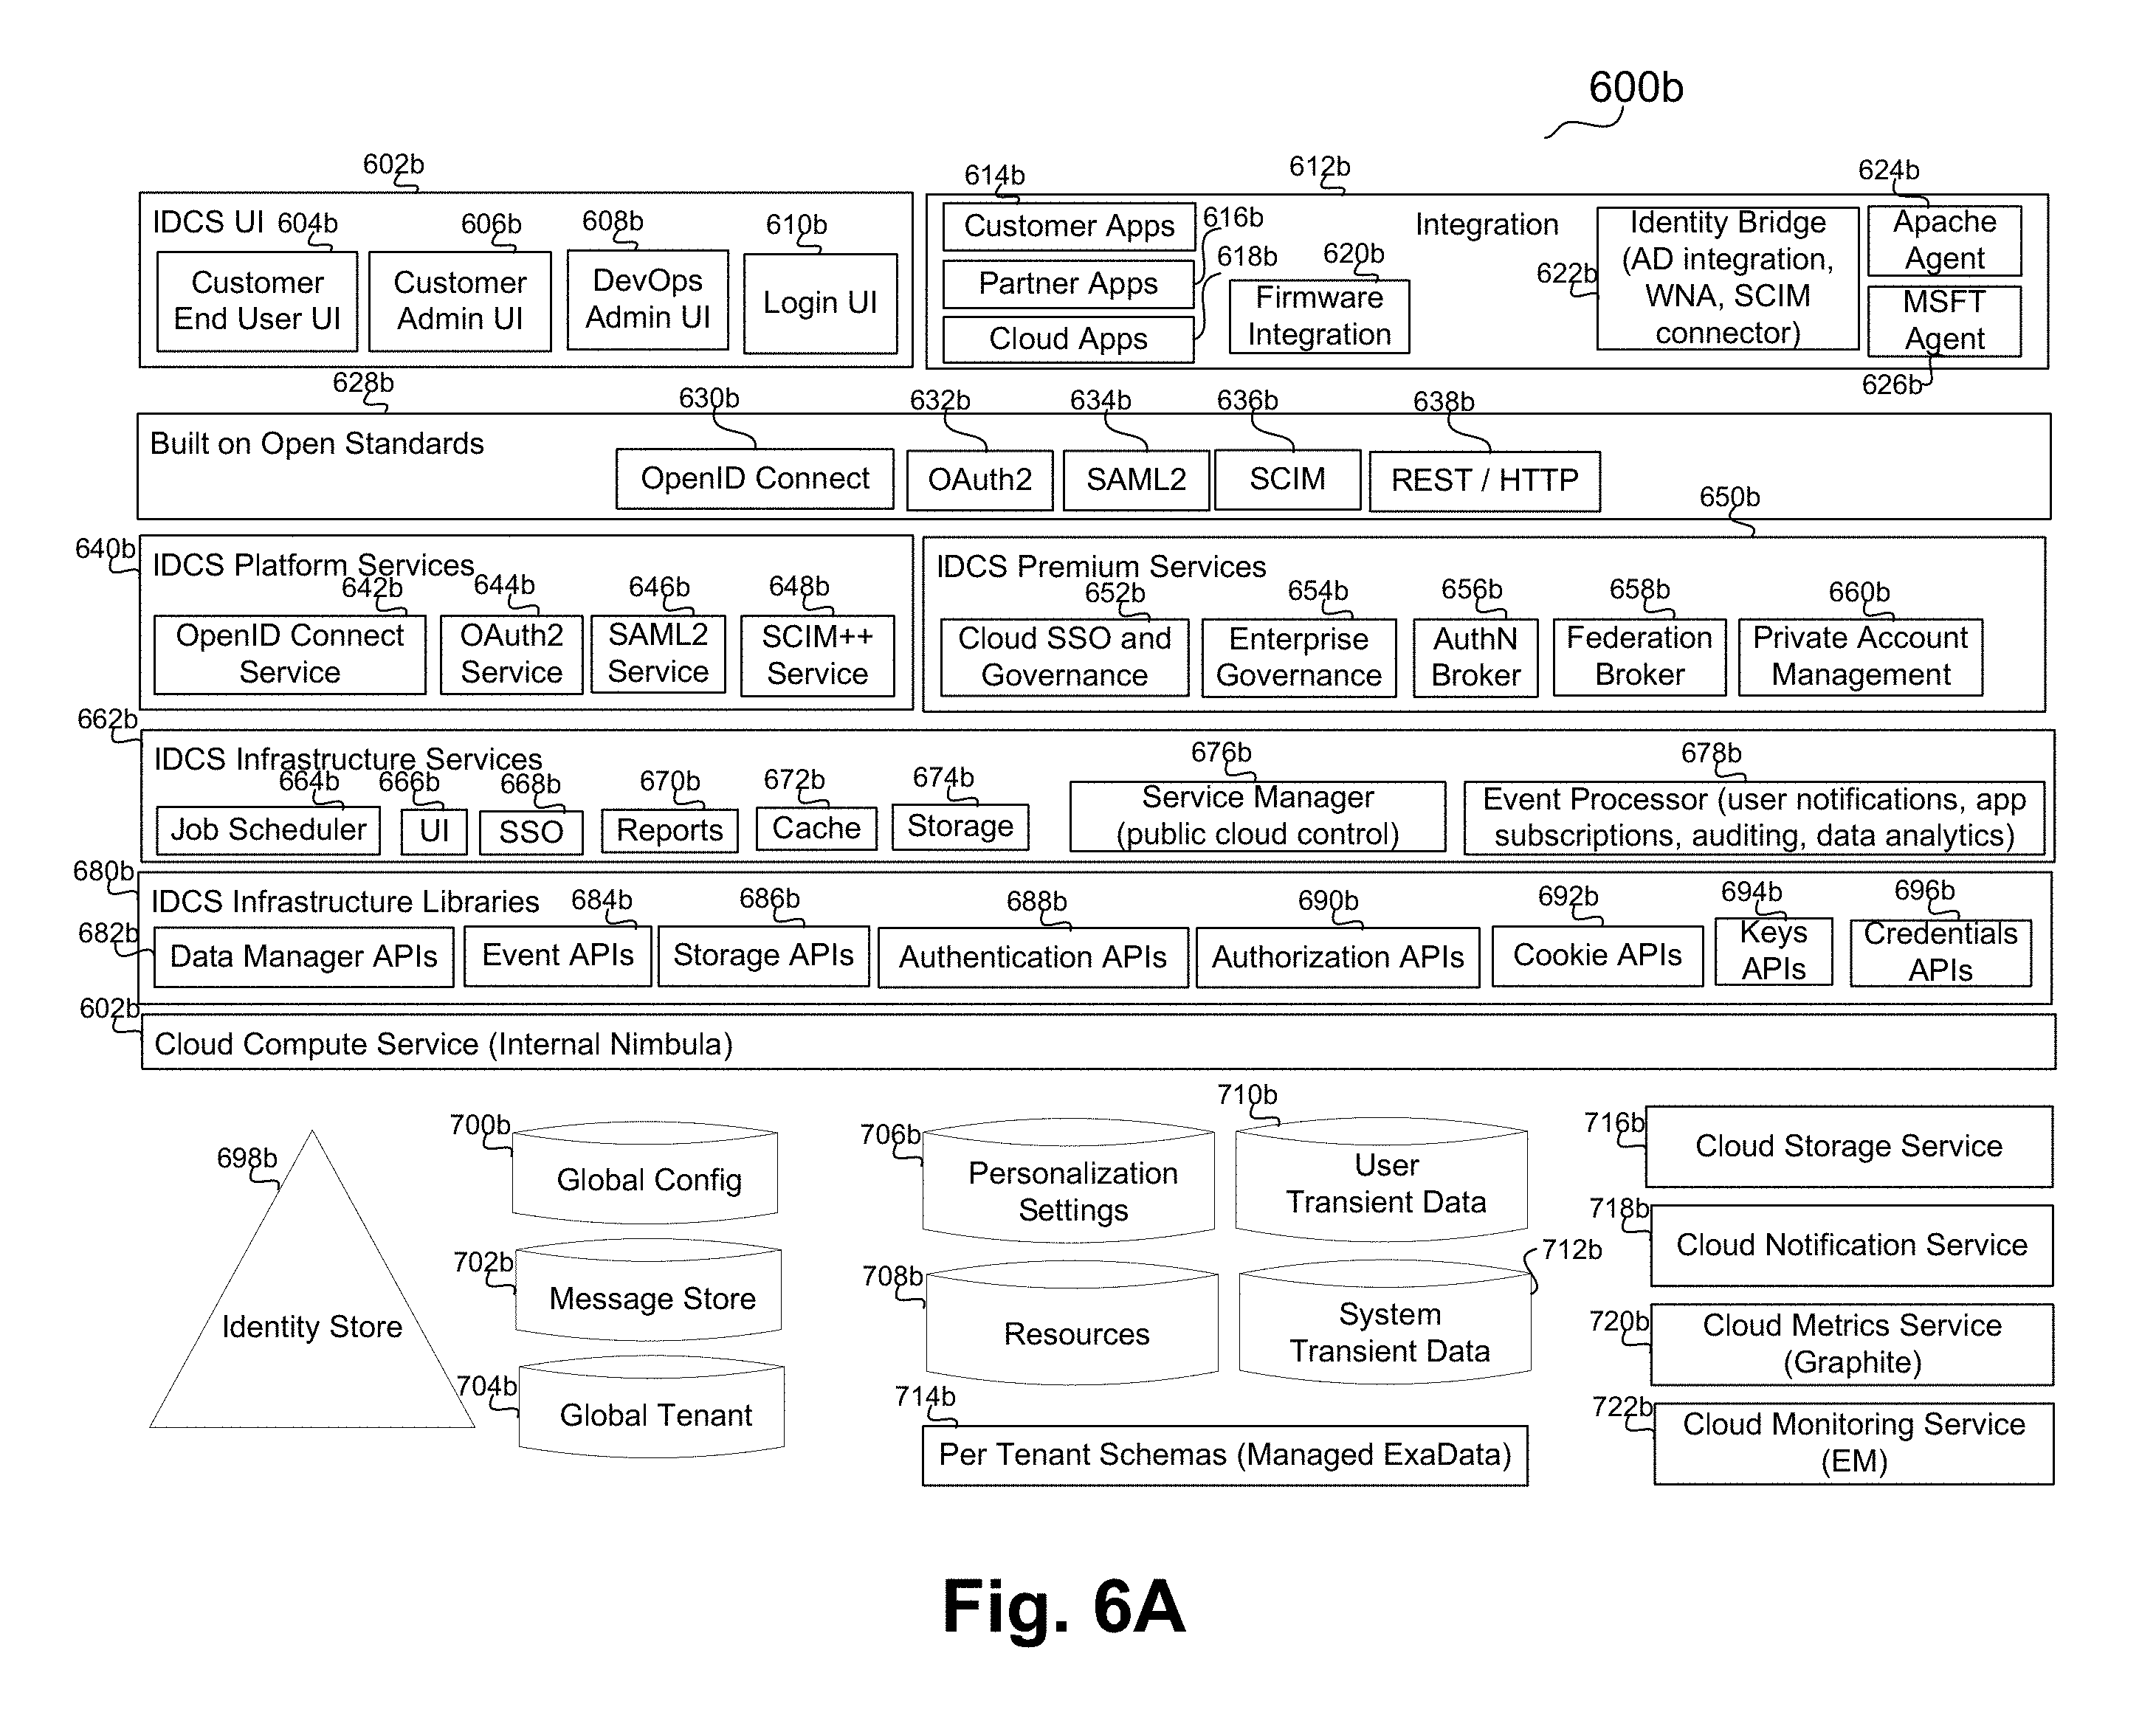 600b
602b
IDCS UI
604b
606b
608b
610b
Customer
End User UI
Customer
Admin UI
DevOps
Admin UI
Login UI
612b
614b
Customer Apps
616b
Partner Apps
618b
Cloud Apps
620b
Firmware
Integration
Integration
622b
Identity Bridge
(AD integration,
WNA, SCIM
connector)
624b
Apache
Agent
MSFT
Agent
626b
628b
Built on Open Standards
630b
632b
634b
636b
638b
OpenID Connect
OAuth2
SAML2
SCIM
REST / HTTP
640b
IDCS Platform Services
642b
644b
646b
648b
OpenID Connect
Service
OAuth2
Service
SAML2
Service
SCIM++
Service
650b
IDCS Premium Services
652b
654b
656b
658b
660b
Cloud SSO and
Governance
Enterprise
Governance
AuthN
Broker
Federation
Broker
Private Account
Management
662b
IDCS Infrastructure Services
664b
666b
668b
670b
672b
674b
676b
678b
Job Scheduler
UI
SSO
Reports
Cache
Storage
Service Manager
(public cloud control)
Event Processor (user notifications, app
subscriptions, auditing, data analytics)
680b
IDCS Infrastructure Libraries
682b
684b
686b
688b
690b
692b
694b
696b
Data Manager APIs
Event APIs
Storage APIs
Authentication APIs
Authorization APIs
Cookie APIs
Keys
APIs
Credentials
APIs
602b
Cloud Compute Service (Internal Nimbula)
698b
Identity Store
700b
Global Config
702b
Message Store
704b
Global Tenant
706b
Personalization
Settings
708b
Resources
710b
User
Transient Data
712b
System
Transient Data
714b
Per Tenant Schemas (Managed ExaData)
716b
Cloud Storage Service
718b
Cloud Notification Service
720b
Cloud Metrics Service
(Graphite)
722b
Cloud Monitoring Service
(EM)
Fig. 6A